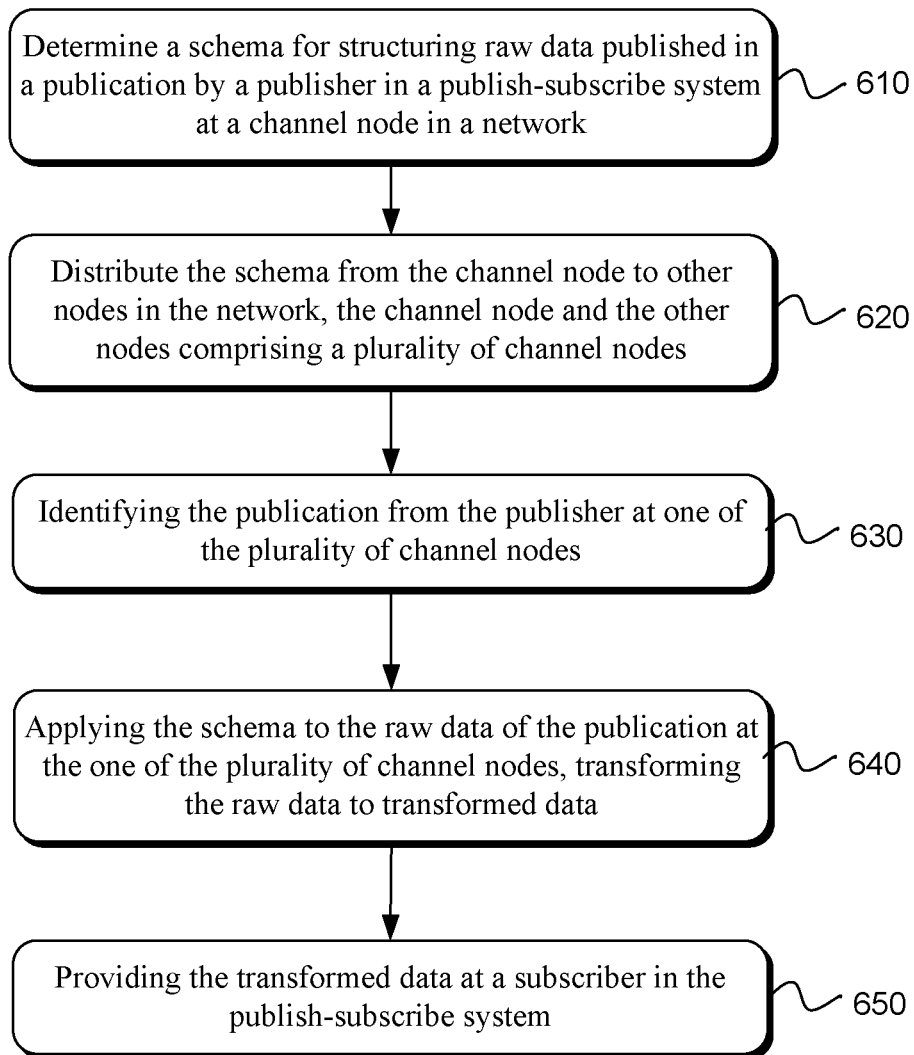 Determine a schema for structuring raw data published in
a publication by a publisher in a publish-subscribe system
at a channel node in a network
610
Distribute the schema from the channel node to other
nodes in the network, the channel node and the other
nodes comprising a plurality of channel nodes
620
Identifying the publication from the publisher at one of
the plurality of channel nodes
630
Applying the schema to the raw data of the publication at
the one of the plurality of channel nodes, transforming
the raw data to transformed data
640
Providing the transformed data at a subscriber in the
publish-subscribe system
650